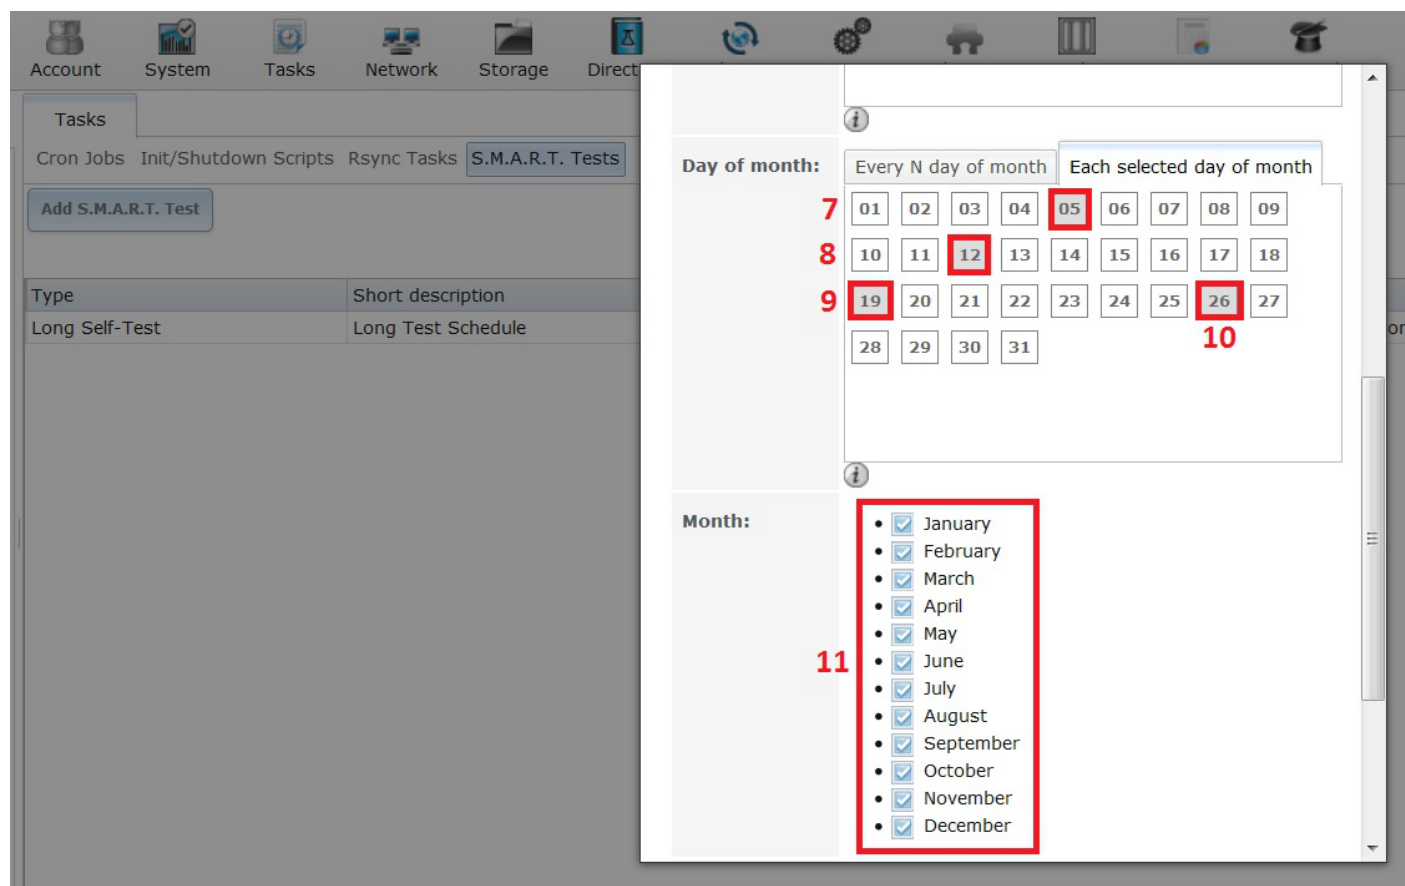 Account System Tasks Network Storage Direct
Tasks
Cron Jobs Init/Shutdown Scripts Rsync Tasks S.M.A.R.T. Tests
Add S.M.A.R.T. Test
Type Short description
Long Self-Test Long Test Schedule
Day of month: Every N day of month Each selected day of month
7 01 02 03 04 05 06 07 08 09
8 10 11 12 13 14 15 16 17 18
9 19 20 21 22 23 24 25 26 27
10
28 29 30 31
Month:
January
February
March
April
May
11 June
July
August
September
October
November
December